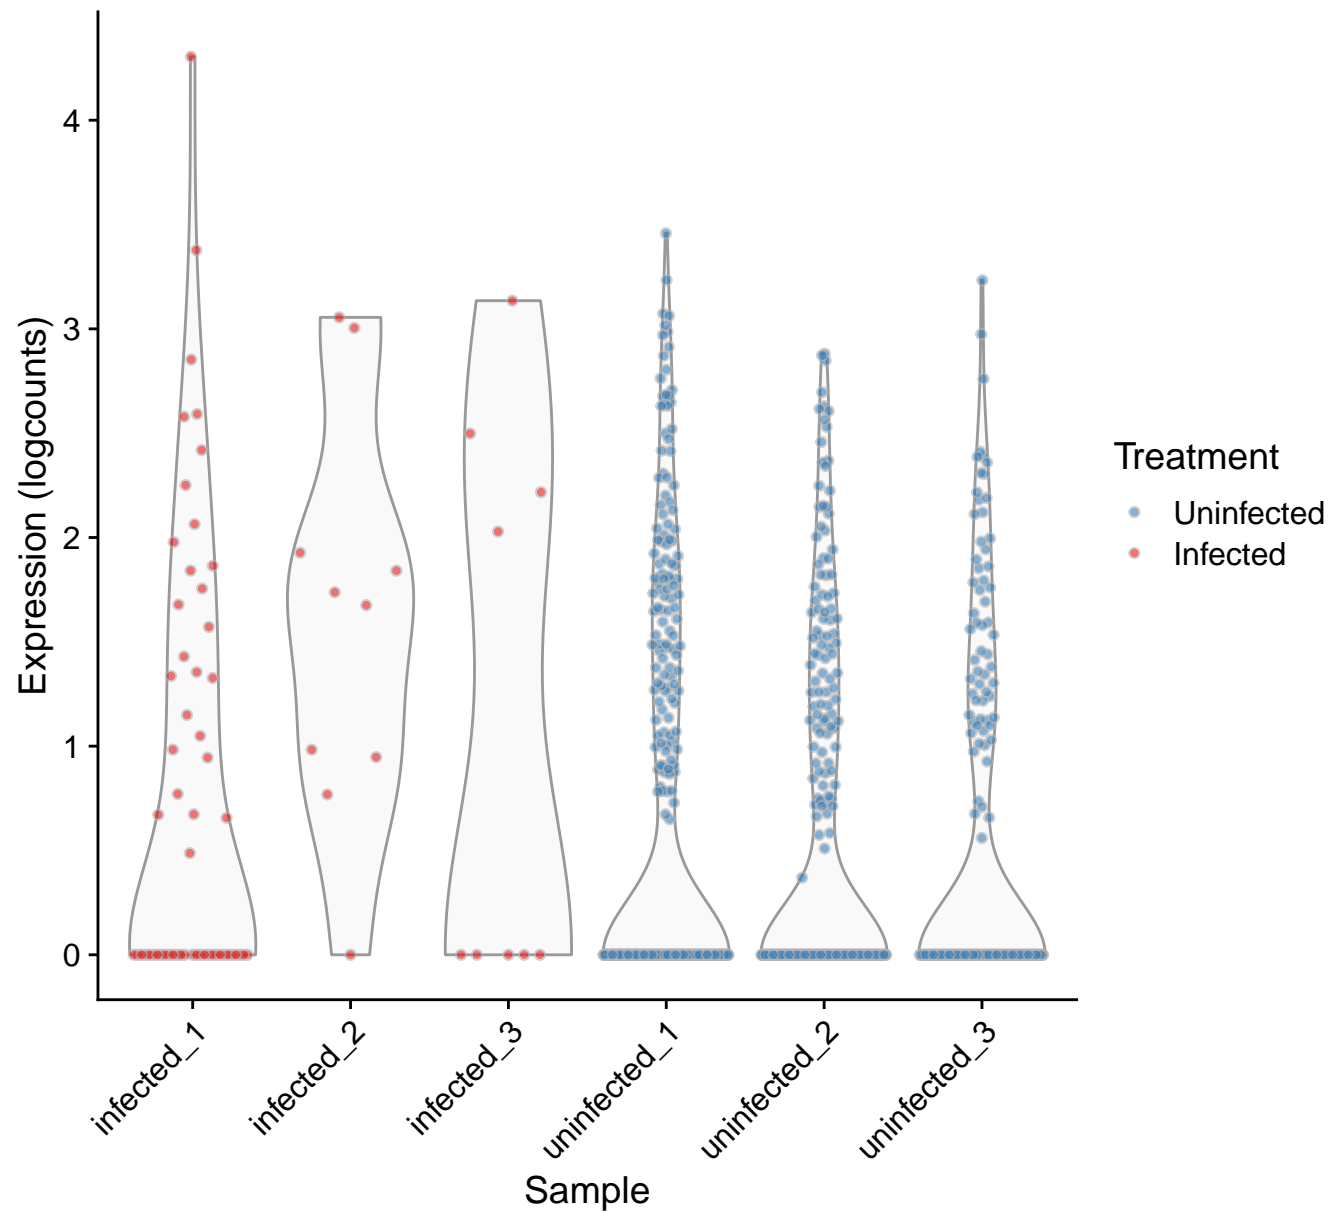 Expression (logcounts)
4
3
2
1
0
infected_1
infected_2
infected_3
uninfected_1
uninfected_2
uninfected_3
Sample
Treatment
Uninfected
Infected